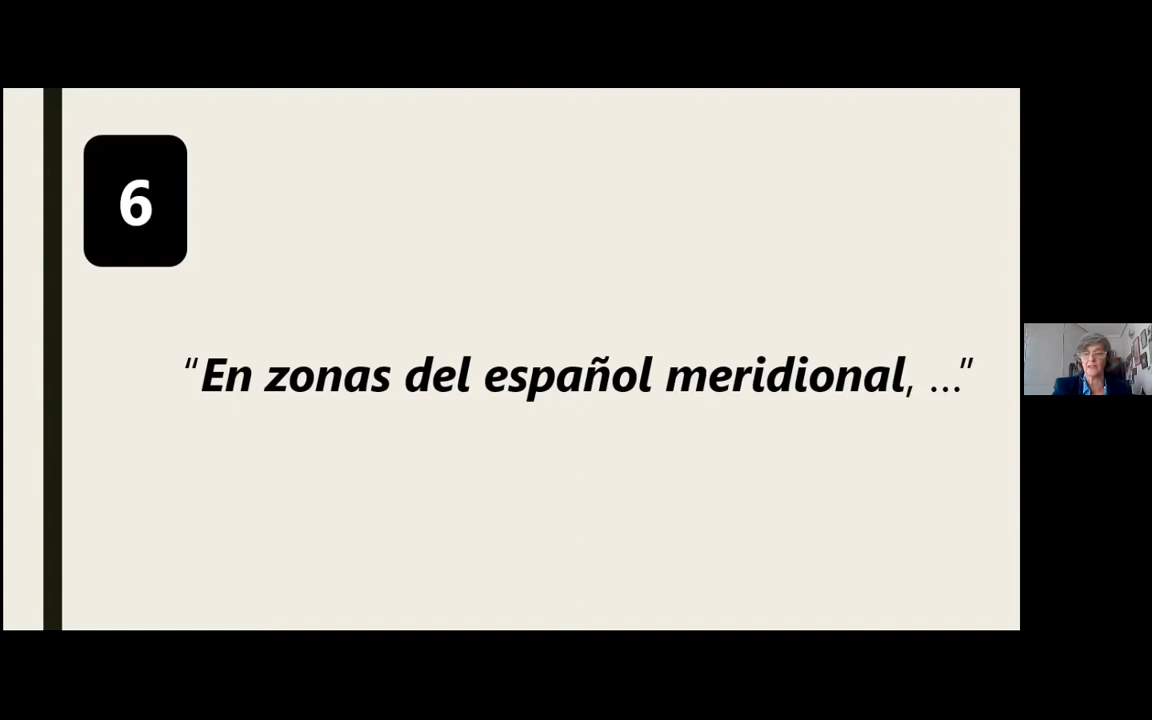 6
“En zonas del español meridional, ...”